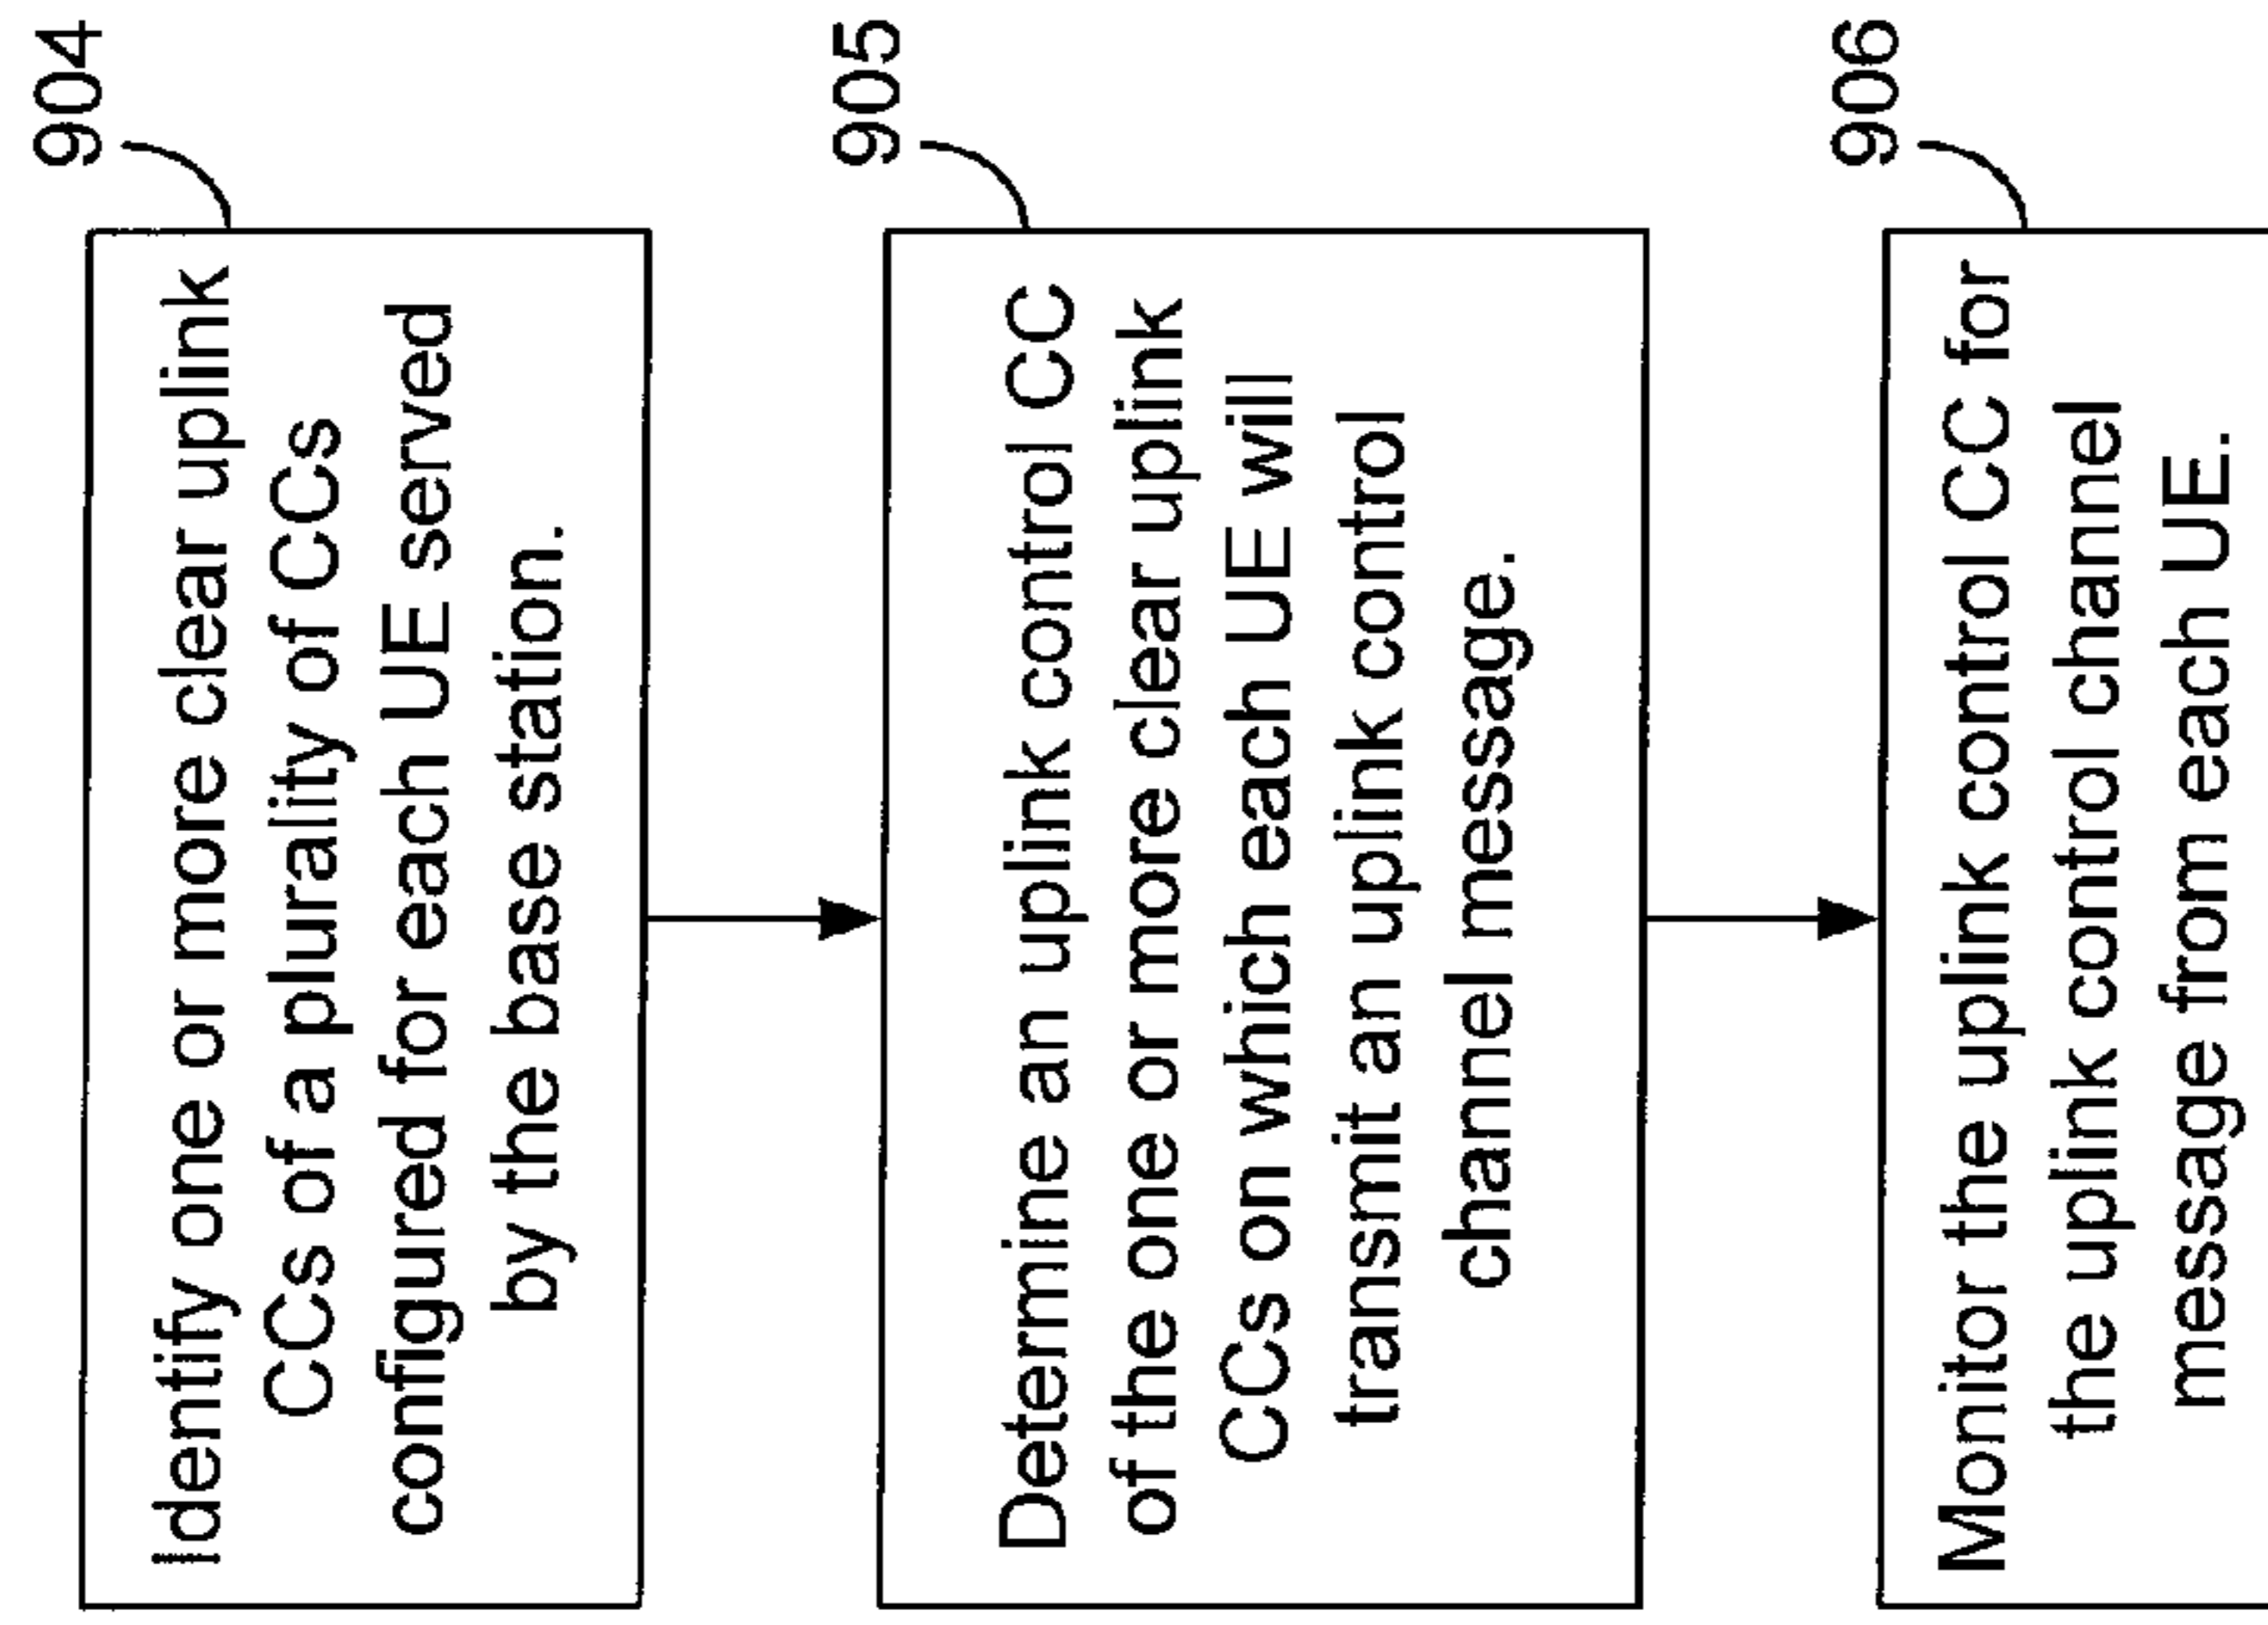 904
Identify one or more clear uplink
CCs of a plurality of CCs
configured for each UE served
by the base station.
905
Determine an uplink control CC
of the one or more clear uplink
CCs on which each UE will
transmit an uplink control
channel message.
906
Monitor the uplink control CC for
the uplink control channel
message from each UE.